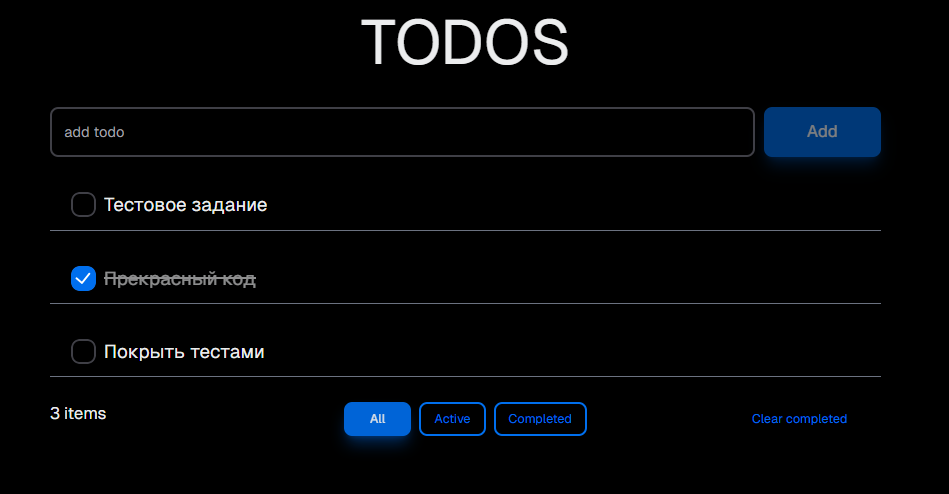 TODOS
add todo
Add
Тестовое задание
Прекрасный код
Покрыть тестами
3 items
All
Active
Completed
Clear completed